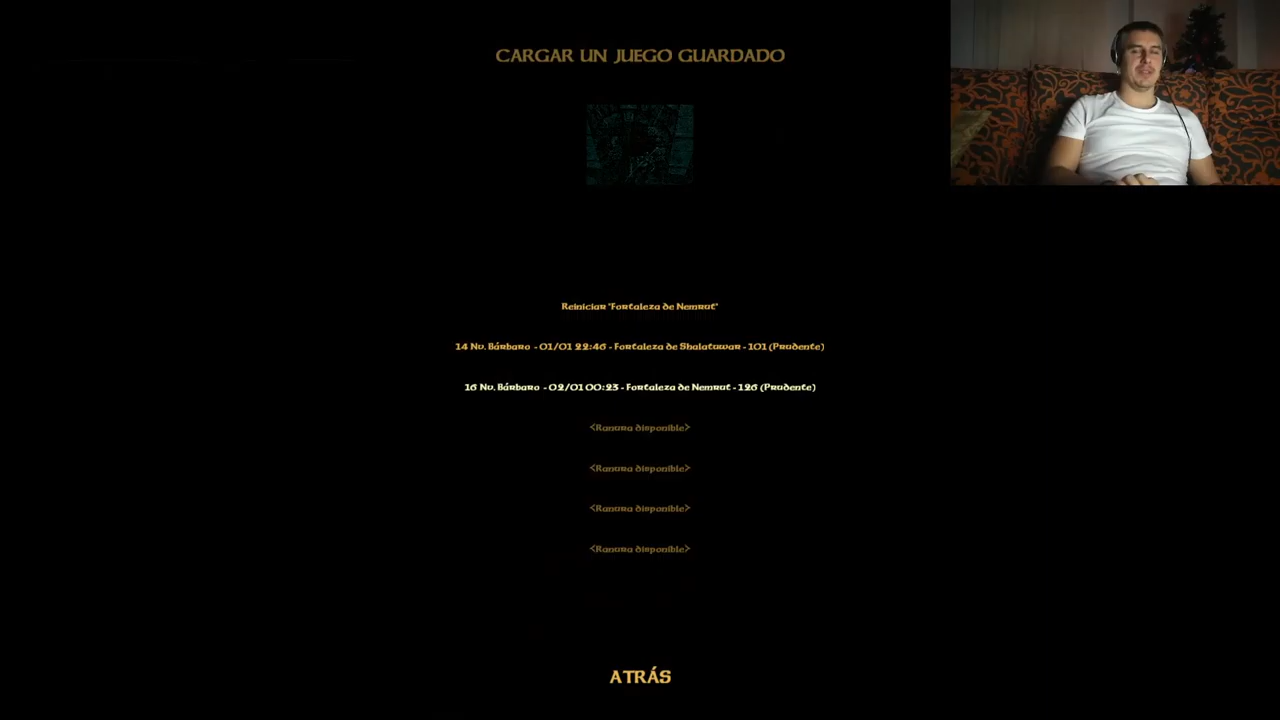 CARGAR UN JUEGO GUARDADO
Reiniciar "Fortaleza de Nemrut"
14 Nv. Bárbaro - 01/01 22:46 - Fortaleza de Shalatuwar - 101 (Prudente)
16 Nv. Bárbaro - 02/01 00:23 - Fortaleza de Nemrut - 126 (Prudente)
<Ranura disponible>
<Ranura disponible>
<Ranura disponible>
<Ranura disponible>
ATRÁS